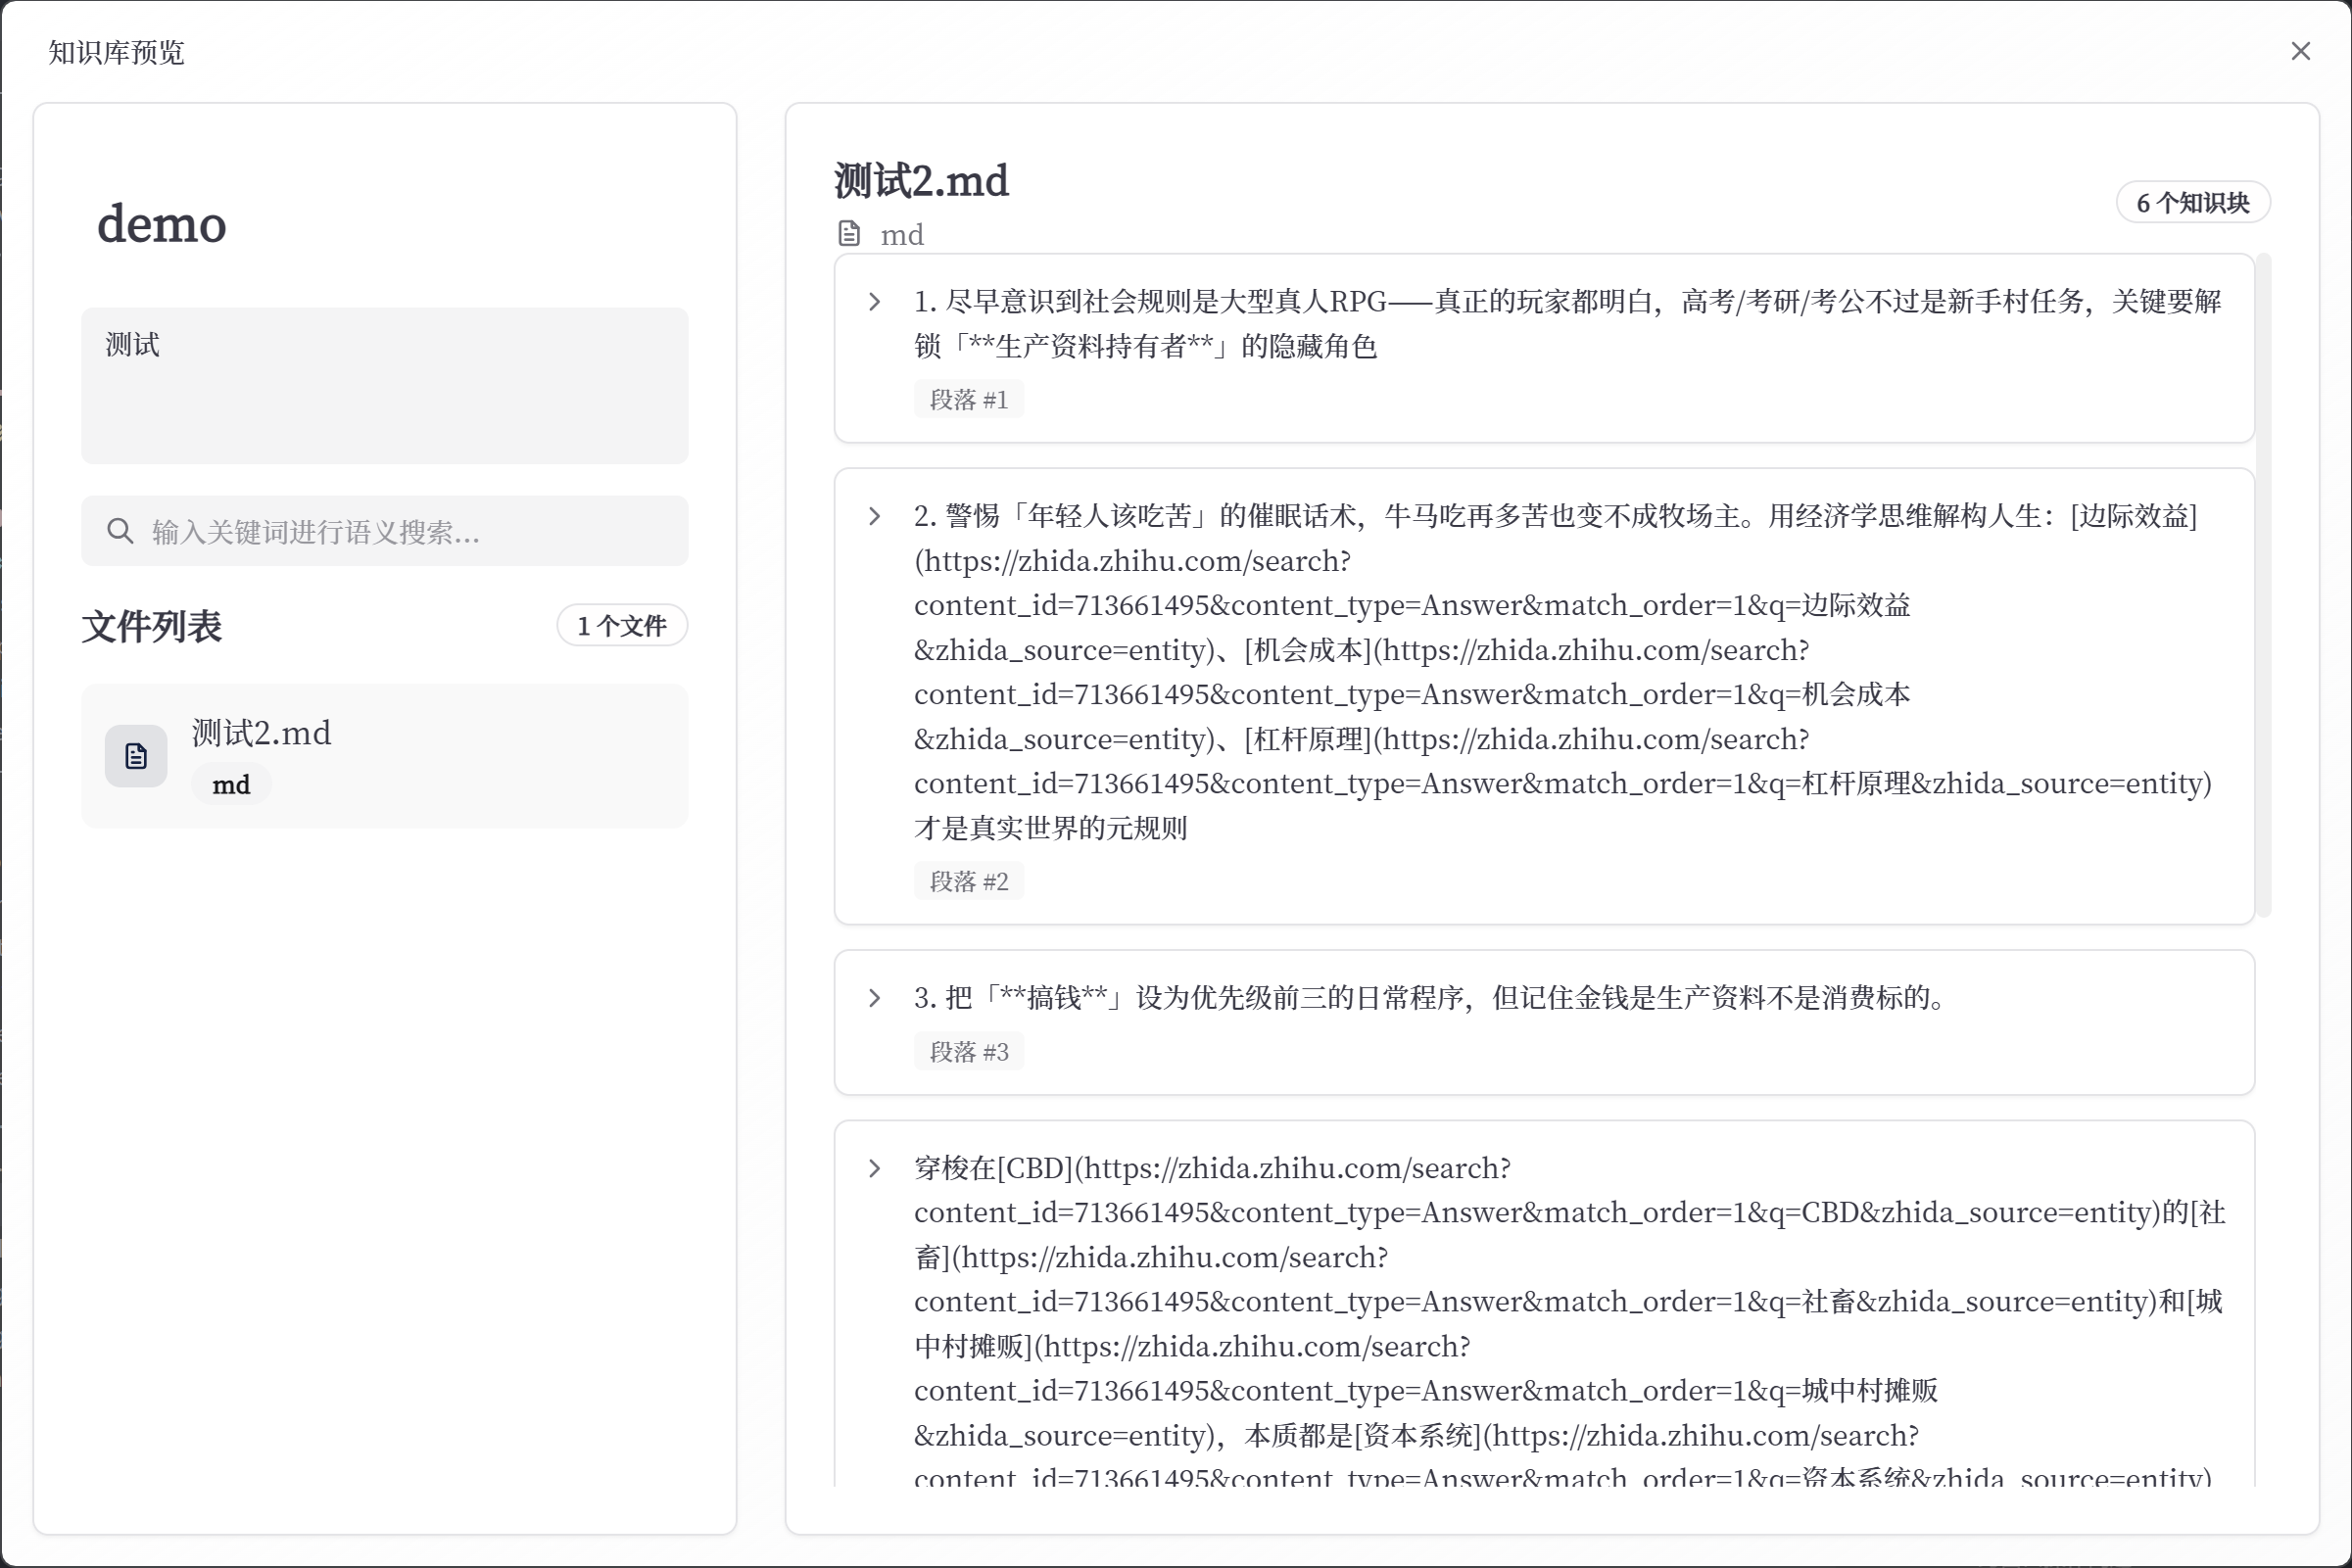 知识库预览
demo
测试
输入关键词进行语义搜索...
文件列表
1 个文件
测试2.md
md
测试2.md
md
6 个知识块
1. 尽早意识到社会规则是大型真人RPG——真正的玩家都明白，高考/考研/考公不过是新手村任务，关键要解
锁「**生产资料持有者**」的隐藏角色
段落 #1
2. 警惕「年轻人该吃苦」的催眠话术，牛马吃再多苦也变不成牧场主。用经济学思维解构人生：[边际效益]
(https://zhida.zhihu.com/search?
content_id=713661495&content_type=Answer&match_order=1&q=边际效益
&zhida_source=entity)、[机会成本](https://zhida.zhihu.com/search?
content_id=713661495&content_type=Answer&match_order=1&q=机会成本
&zhida_source=entity)、[杠杆原理](https://zhida.zhihu.com/search?
content_id=713661495&content_type=Answer&match_order=1&q=杠杆原理&zhida_source=entity)
才是真实世界的元规则
段落 #2
3. 把「**搞钱**」设为优先级前三的日常程序，但记住金钱是生产资料不是消费标的。
段落 #3
穿梭在[CBD](https://zhida.zhihu.com/search?
content_id=713661495&content_type=Answer&match_order=1&q=CBD&zhida_source=entity)的[社
畜](https://zhida.zhihu.com/search?
content_id=713661495&content_type=Answer&match_order=1&q=社畜&zhida_source=entity)和[城
中村摊贩](https://zhida.zhihu.com/search?
content_id=713661495&content_type=Answer&match_order=1&q=城中村摊贩
&zhida_source=entity)，本质都是[资本系统](https://zhida.zhihu.com/search?
content_id=713661495&content_type=Answer&match_order=1&q=资本系统&zhida_source=entity)